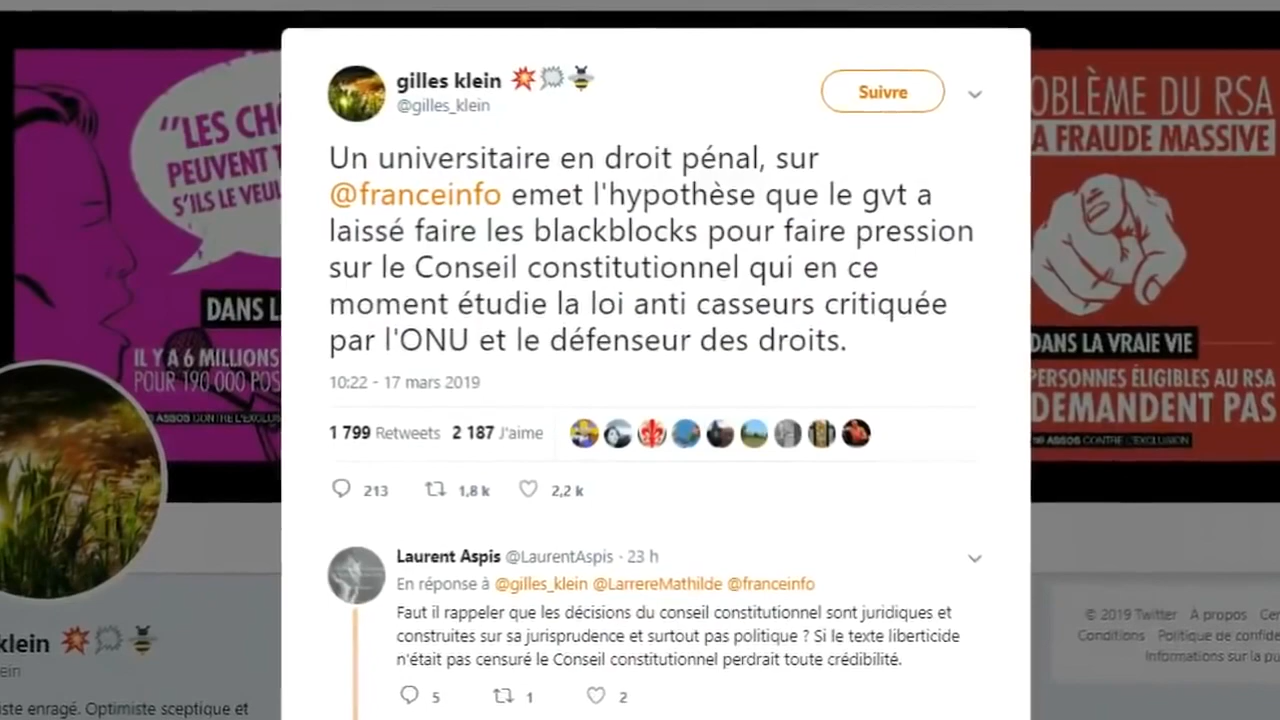 gilles klein
@gilles_klein
Suivre
Un universitaire en droit pénal, sur
@franceinfo emet l'hypothèse que le gvt a
laissé faire les blackblocks pour faire pression
sur le Conseil constitutionnel qui en ce
moment étudie la loi anti casseurs critiquée
par l'ONU et le défenseur des droits.
10:22 - 17 mars 2019
1 799 Retweets 2 187 J'aime
213 1,8 k 2,2 k
Laurent Aspis @LaurentAspis · 23 h
En réponse à @gilles_klein @LarrereMathilde @franceinfo
Faut il rappeler que les décisions du conseil constitutionnel sont juridiques et
construites sur sa jurisprudence et surtout pas politique ? Si le texte liberticide
n'était pas censuré le Conseil constitutionnel perdrait toute crédibilité.
5 1 2
"LES CH
PEUVENT
S'ILS LE VEUL
DANS L
IL Y A 6 MILLIONS
POUR 190 000 POS
ASSOS CONTRE L'EXCLUSI
OBLÈME DU RSA
A FRAUDE MASSIVE
DANS LA VRAIE VIE
PERSONNES ÉLIGIBLES AU RSA
DEMANDENT PAS
ASSOS CONTRE L'EXCLUSION
klein
ein
iste enragé. Optimiste sceptique et
© 2019 Twitter À propos Cen
Conditions Politique de confide
Informations sur la pu